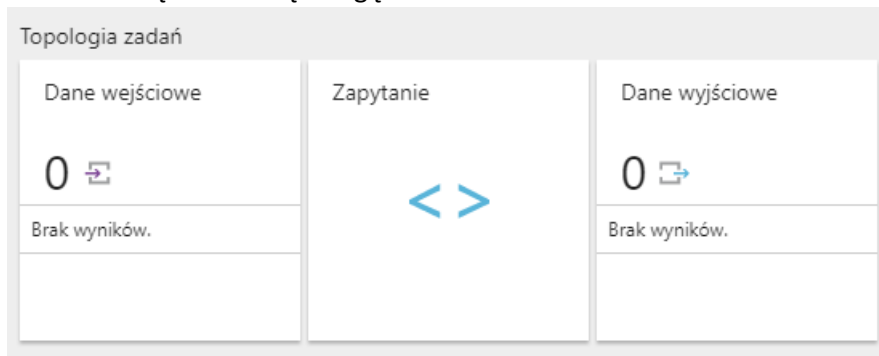 Topologia zadań
Dane wejściowe
0
Brak wyników.
Zapytanie
< >
Dane wyjściowe
0
Brak wyników.